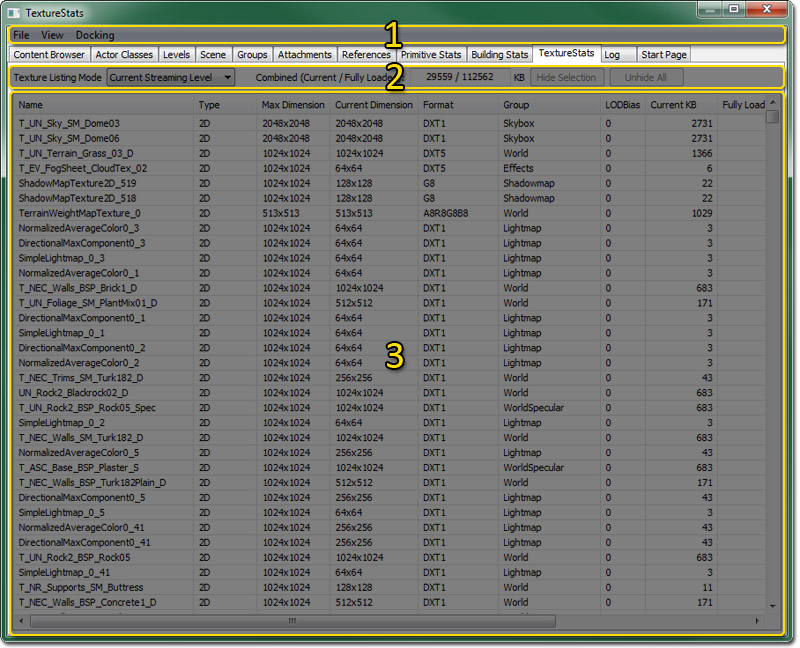 TextureStats
File View Docking
1
Content Browser Actor Classes Levels Scene Groups Attachments References Primitive Stats Building Stats TextureStats Log Start Page
Texture Listing Mode Current Streaming Level Combined (Current / Fully Loade 29559 / 112562 KB Hide Selection Unhide All
2
Name Type Max Dimension Current Dimension Format Group LODBias Current KB Fully Load
T_UN_Sky_SM_Dome03 2D 2048x2048 2048x2048 DXT1 Skybox 0 2731
T_UN_Sky_SM_Dome06 2D 2048x2048 2048x2048 DXT1 Skybox 0 2731
T_UN_Terrain_Grass_03_D 2D 1024x1024 1024x1024 DXT5 World 0 1366
T_EV_FogSheet_CloudTex_02 2D 1024x1024 64x64 DXT5 Effects 0 6
ShadowMapTexture2D_519 2D 1024x1024 128x128 G8 Shadowmap 0 22
ShadowMapTexture2D_518 2D 1024x1024 128x128 G8 Shadowmap 0 22
TerrainWeightMapTexture_0 2D 513x513 513x513 A8R8G8B8 World 0 1029
NormalizedAverageColor0_3 2D 1024x1024 64x64 DXT1 Lightmap 0 3
DirectionalMaxComponent0_3 2D 1024x1024 64x64 DXT1 Lightmap 0 3
SimpleLightmap_0_3 2D 1024x1024 64x64 DXT1 Lightmap 0 3
NormalizedAverageColor0_1 2D 1024x1024 64x64 DXT1 Lightmap 0 3
T_NEC_Walls_BSP_Brick1_D 2D 1024x1024 1024x1024 DXT1 World 0 683
T_UN_Foliage_SM_PlantMix01_D 2D 1024x1024 512x512 DXT1 World 0 171
DirectionalMaxComponent0_1 2D 1024x1024 64x64 DXT1 Lightmap 0 3
SimpleLightmap_0_1 2D 1024x1024 64x64 DXT1 Lightmap 0 3
DirectionalMaxComponent0_2 2D 1024x1024 64x64 DXT1 Lightmap 0 3
3
NormalizedAverageColor0_2 2D 1024x1024 64x64 DXT1 Lightmap 0 3
T_NEC_Trims_SM_Turk182_D 2D 1024x1024 256x256 DXT1 World 0 43
UN_Rock2_Blackrock02_D 2D 1024x1024 1024x1024 DXT1 World 0 683
T_UN_Rock2_BSP_Rock05_Spec 2D 1024x1024 1024x1024 DXT1 WorldSpecular 0 683
SimpleLightmap_0_2 2D 1024x1024 64x64 DXT1 Lightmap 0 3
T_NEC_Walls_SM_Turk182_D 2D 1024x1024 1024x1024 DXT1 World 0 683
NormalizedAverageColor0_5 2D 1024x1024 256x256 DXT1 Lightmap 0 43
T_ASC_Base_BSP_Plaster_S 2D 1024x1024 1024x1024 DXT1 WorldSpecular 0 683
T_NEC_Walls_BSP_Turk182Plain_D 2D 1024x1024 512x512 DXT1 World 0 171
DirectionalMaxComponent0_5 2D 1024x1024 256x256 DXT1 Lightmap 0 43
SimpleLightmap_0_5 2D 1024x1024 64x64 DXT1 Lightmap 0 3
NormalizedAverageColor0_41 2D 1024x1024 256x256 DXT1 Lightmap 0 43
DirectionalMaxComponent0_41 2D 1024x1024 256x256 DXT1 Lightmap 0 43
T_UN_Rock2_BSP_Rock05 2D 1024x1024 1024x1024 DXT1 World 0 683
SimpleLightmap_0_41 2D 1024x1024 64x64 DXT1 Lightmap 0 3
T_NR_Supports_SM_Buttress 2D 1024x1024 128x128 DXT1 World 0 11
T_NEC_Walls_BSP_Concrete1_D 2D 1024x1024 512x512 DXT1 World 0 171